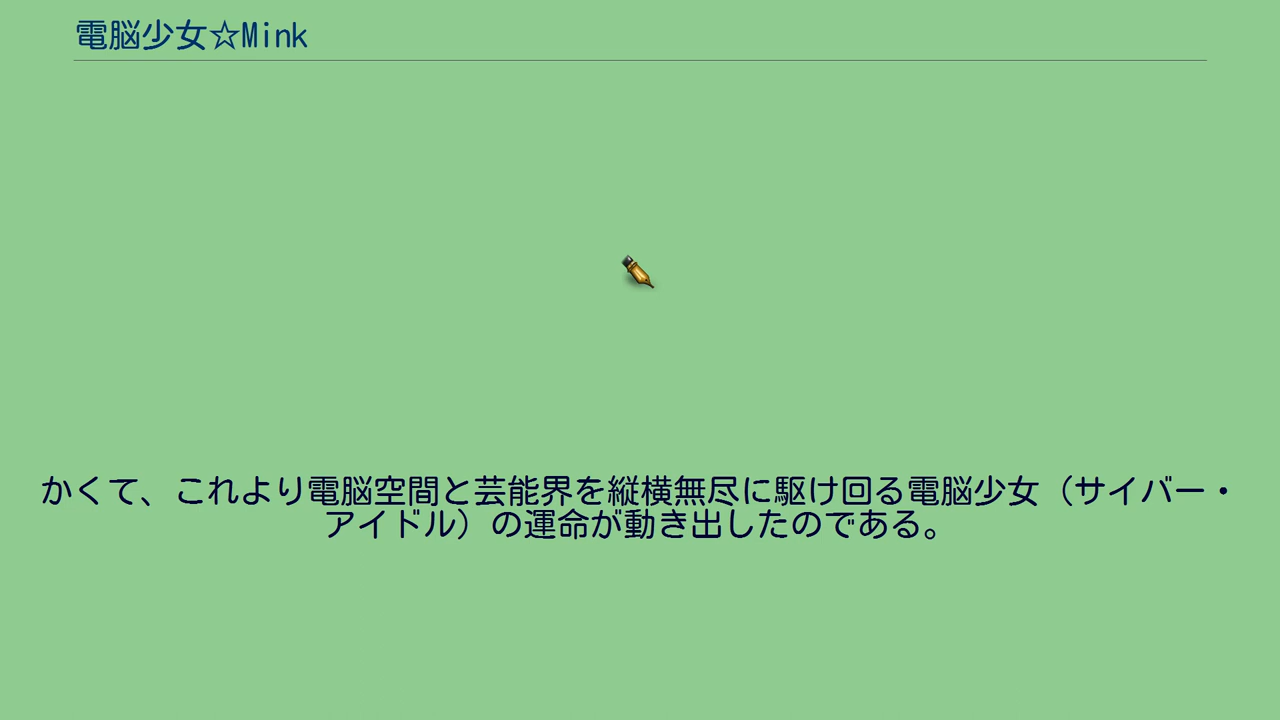 電脳少女☆Mink
かくて、これより電脳空間と芸能界を縦横無尽に駆け回る電脳少女（サイバー・
アイドル）の運命が動き出したのである。